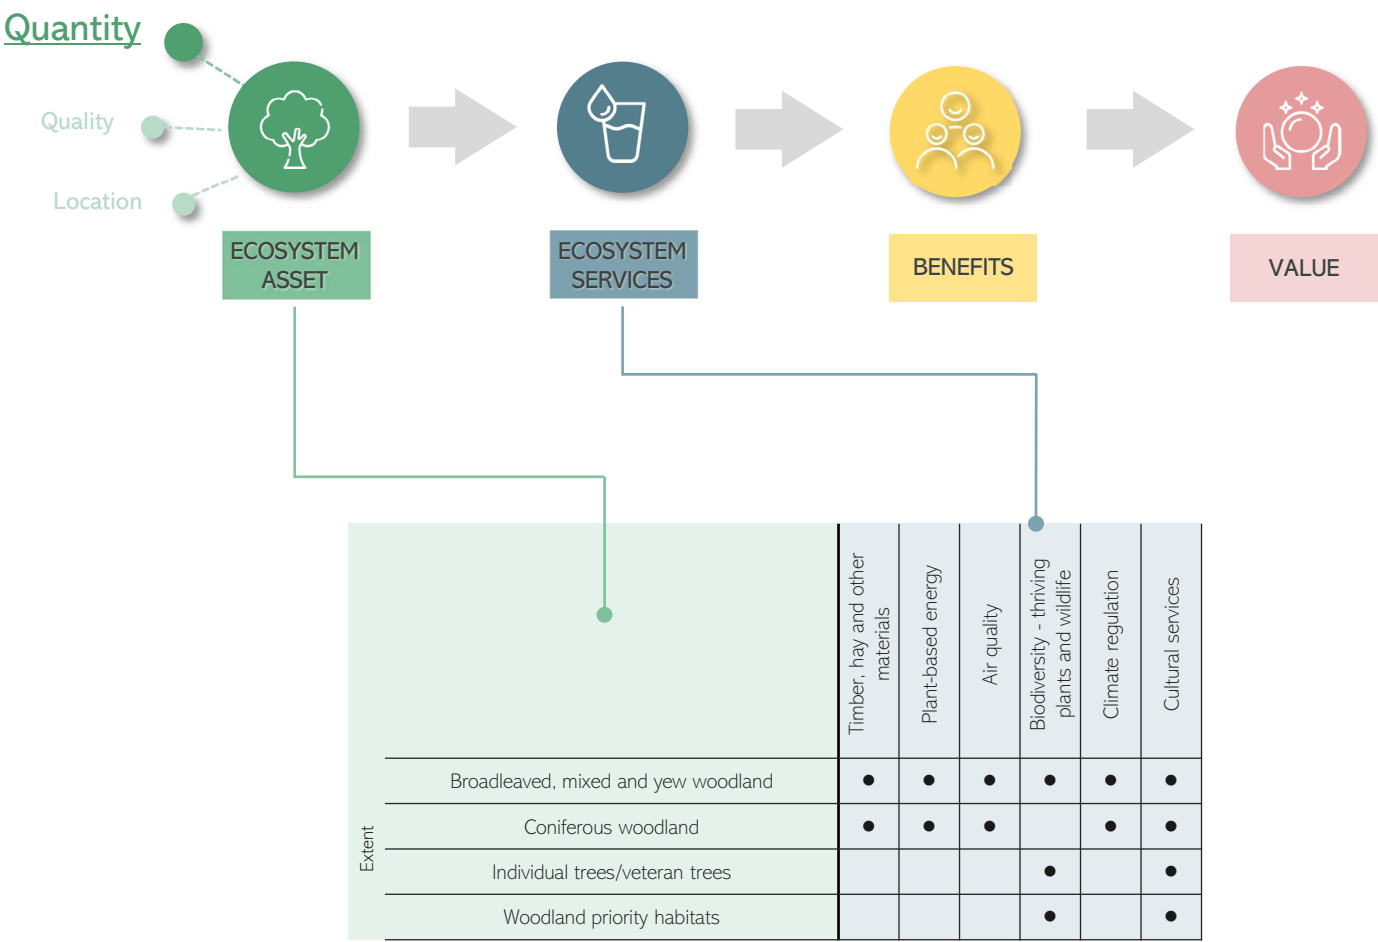 Quantity
Quality
Location
ECOSYSTEM
ASSET
ECOSYSTEM
SERVICES
BENEFITS
VALUE
Timber, hay and other
materials
Plant-based energy
Air quality
Biodiversity - thriving
plants and wildlife
Climate regulation
Cultural services
Extent
Broadleaved, mixed and yew woodland
Coniferous woodland
Individual trees/veteran trees
Woodland priority habitats